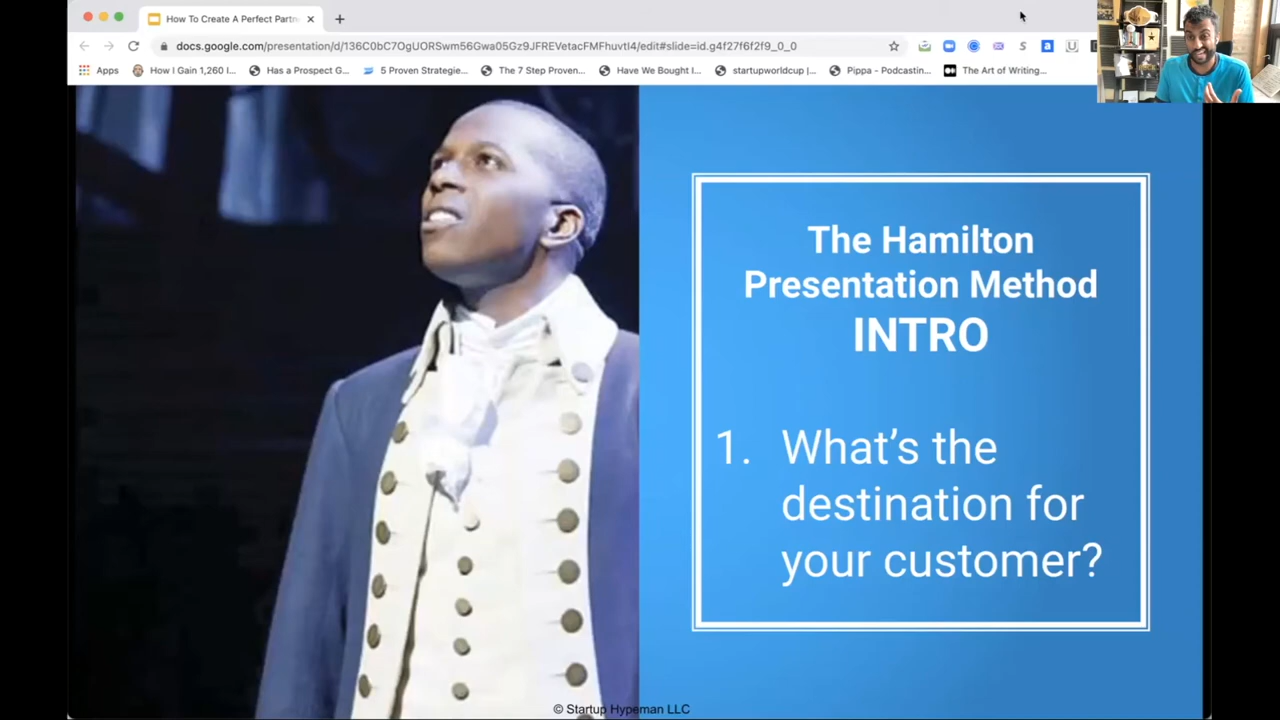 How To Create A Perfect Partn
docs.google.com/presentation/d/136C0bC7OgUORSwm56Gwa05Gz9JFREVetacFMFhuvtI4/edit#slide=id.g4f27f6f2f9_0_0
Apps
How I Gain 1,260 I...
Has a Prospect G...
5 Proven Strategie...
The 7 Step Proven...
Have We Bought I...
startupworldcup |...
Pippa - Podcastin...
The Art of Writing...
The Hamilton
Presentation Method
INTRO
1. What's the
destination for
your customer?
© Startup Hypeman LLC